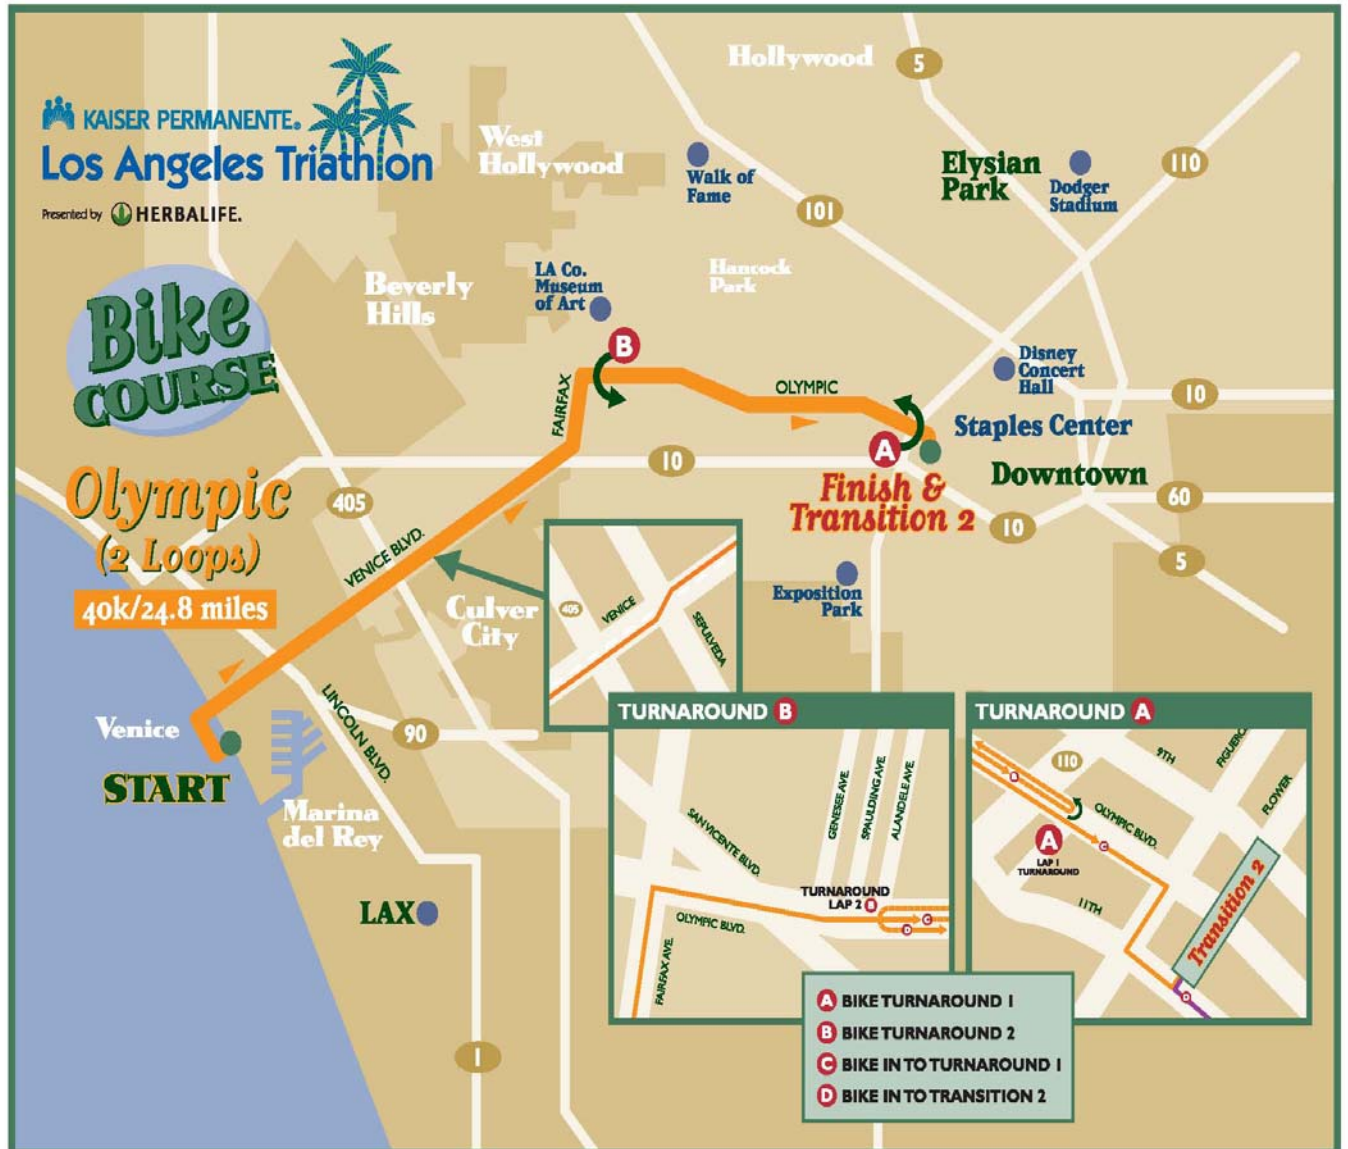 KAISER PERMANENTE.
Los Angeles Triathlon
Presented by HERBALIFE.
Bike
COURSE
Olympic
(2 Loops)
40k/24.8 miles
Hollywood
5
West
Hollywood
Walk of
Fame
101
Elysian
Park
Dodger
Stadium
110
Beverly
Hills
LA Co.
Museum
of Art
Hancock
Park
B
FAIRFAX
OLYMPIC
A
Disney
Concert
Hall
10
Staples Center
Downtown
Finish &
Transition 2
10
405
10
60
5
VENICE BLVD.
Culver
City
Exposition
Park
405
VENICE
SEPULVEDA
Venice
START
LINCOLN BLVD.
90
Marina
del Rey
LAX
1
TURNAROUND B
SAN VICENTE BLVD.
GENESEE AVE.
SPAULDING AVE.
ALANDELE AVE.
TURNAROUND
LAP 2 B
C
D
OLYMPIC BLVD.
FAIRFAX AVE.
TURNAROUND A
110
9TH
FLOWER
OLYMPIC BLVD.
A
LAP 1
TURNAROUND
C
11TH
Transition 2
D
A BIKE TURNAROUND 1
B BIKE TURNAROUND 2
C BIKE IN TO TURNAROUND 1
D BIKE IN TO TRANSITION 2